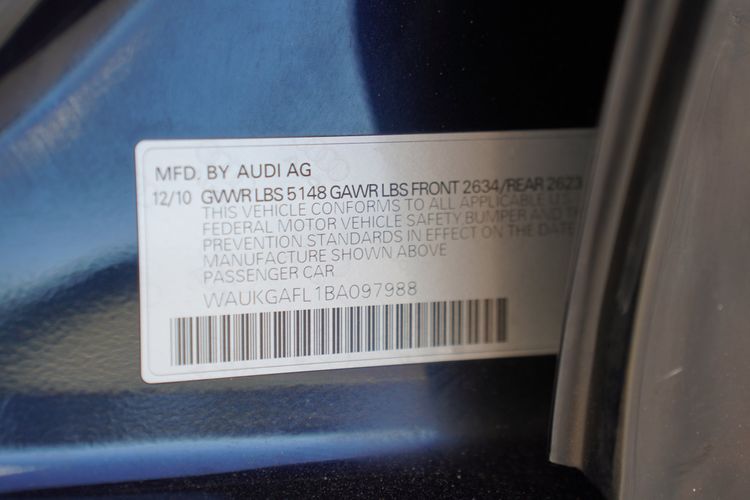 MFD. BY AUDI AG
12/10 GVWR LBS 5148 GAWR LBS FRONT 2634/REAR 2623
THIS VEHICLE CONFORMS TO ALL APPLICABLE U.S
FEDERAL MOTOR VEHICLE SAFETY BUMPER AND
PREVENTION STANDARDS IN EFFECT ON THE DATE
MANUFACTURE SHOWN ABOVE
PASSENGER CAR
WAUKGAFL1BA097988